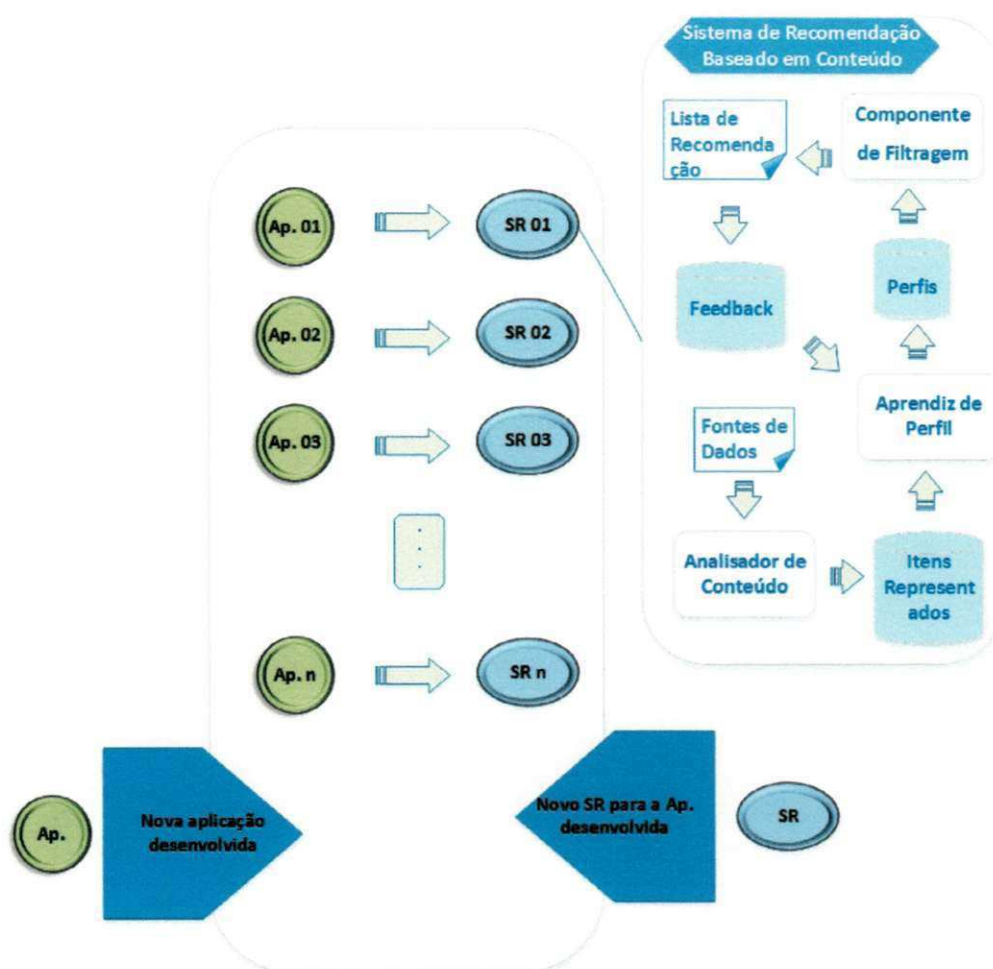 Sistema de Recomendação
Baseado em Conteúdo
Lista de
Recomenda
ção
Componente
de Filtragem
Ap. 01
SR 01
Feedback
Perfis
Ap. 02
SR 02
Aprendiz de
Perfil
Ap. 03
SR 03
Fontes de
Dados
Analisador de
Conteúdo
Itens
Represent
ados
Ap. n
SR n
Ap.
Nova aplicação
desenvolvida
Novo SR para a Ap.
desenvolvida
SR